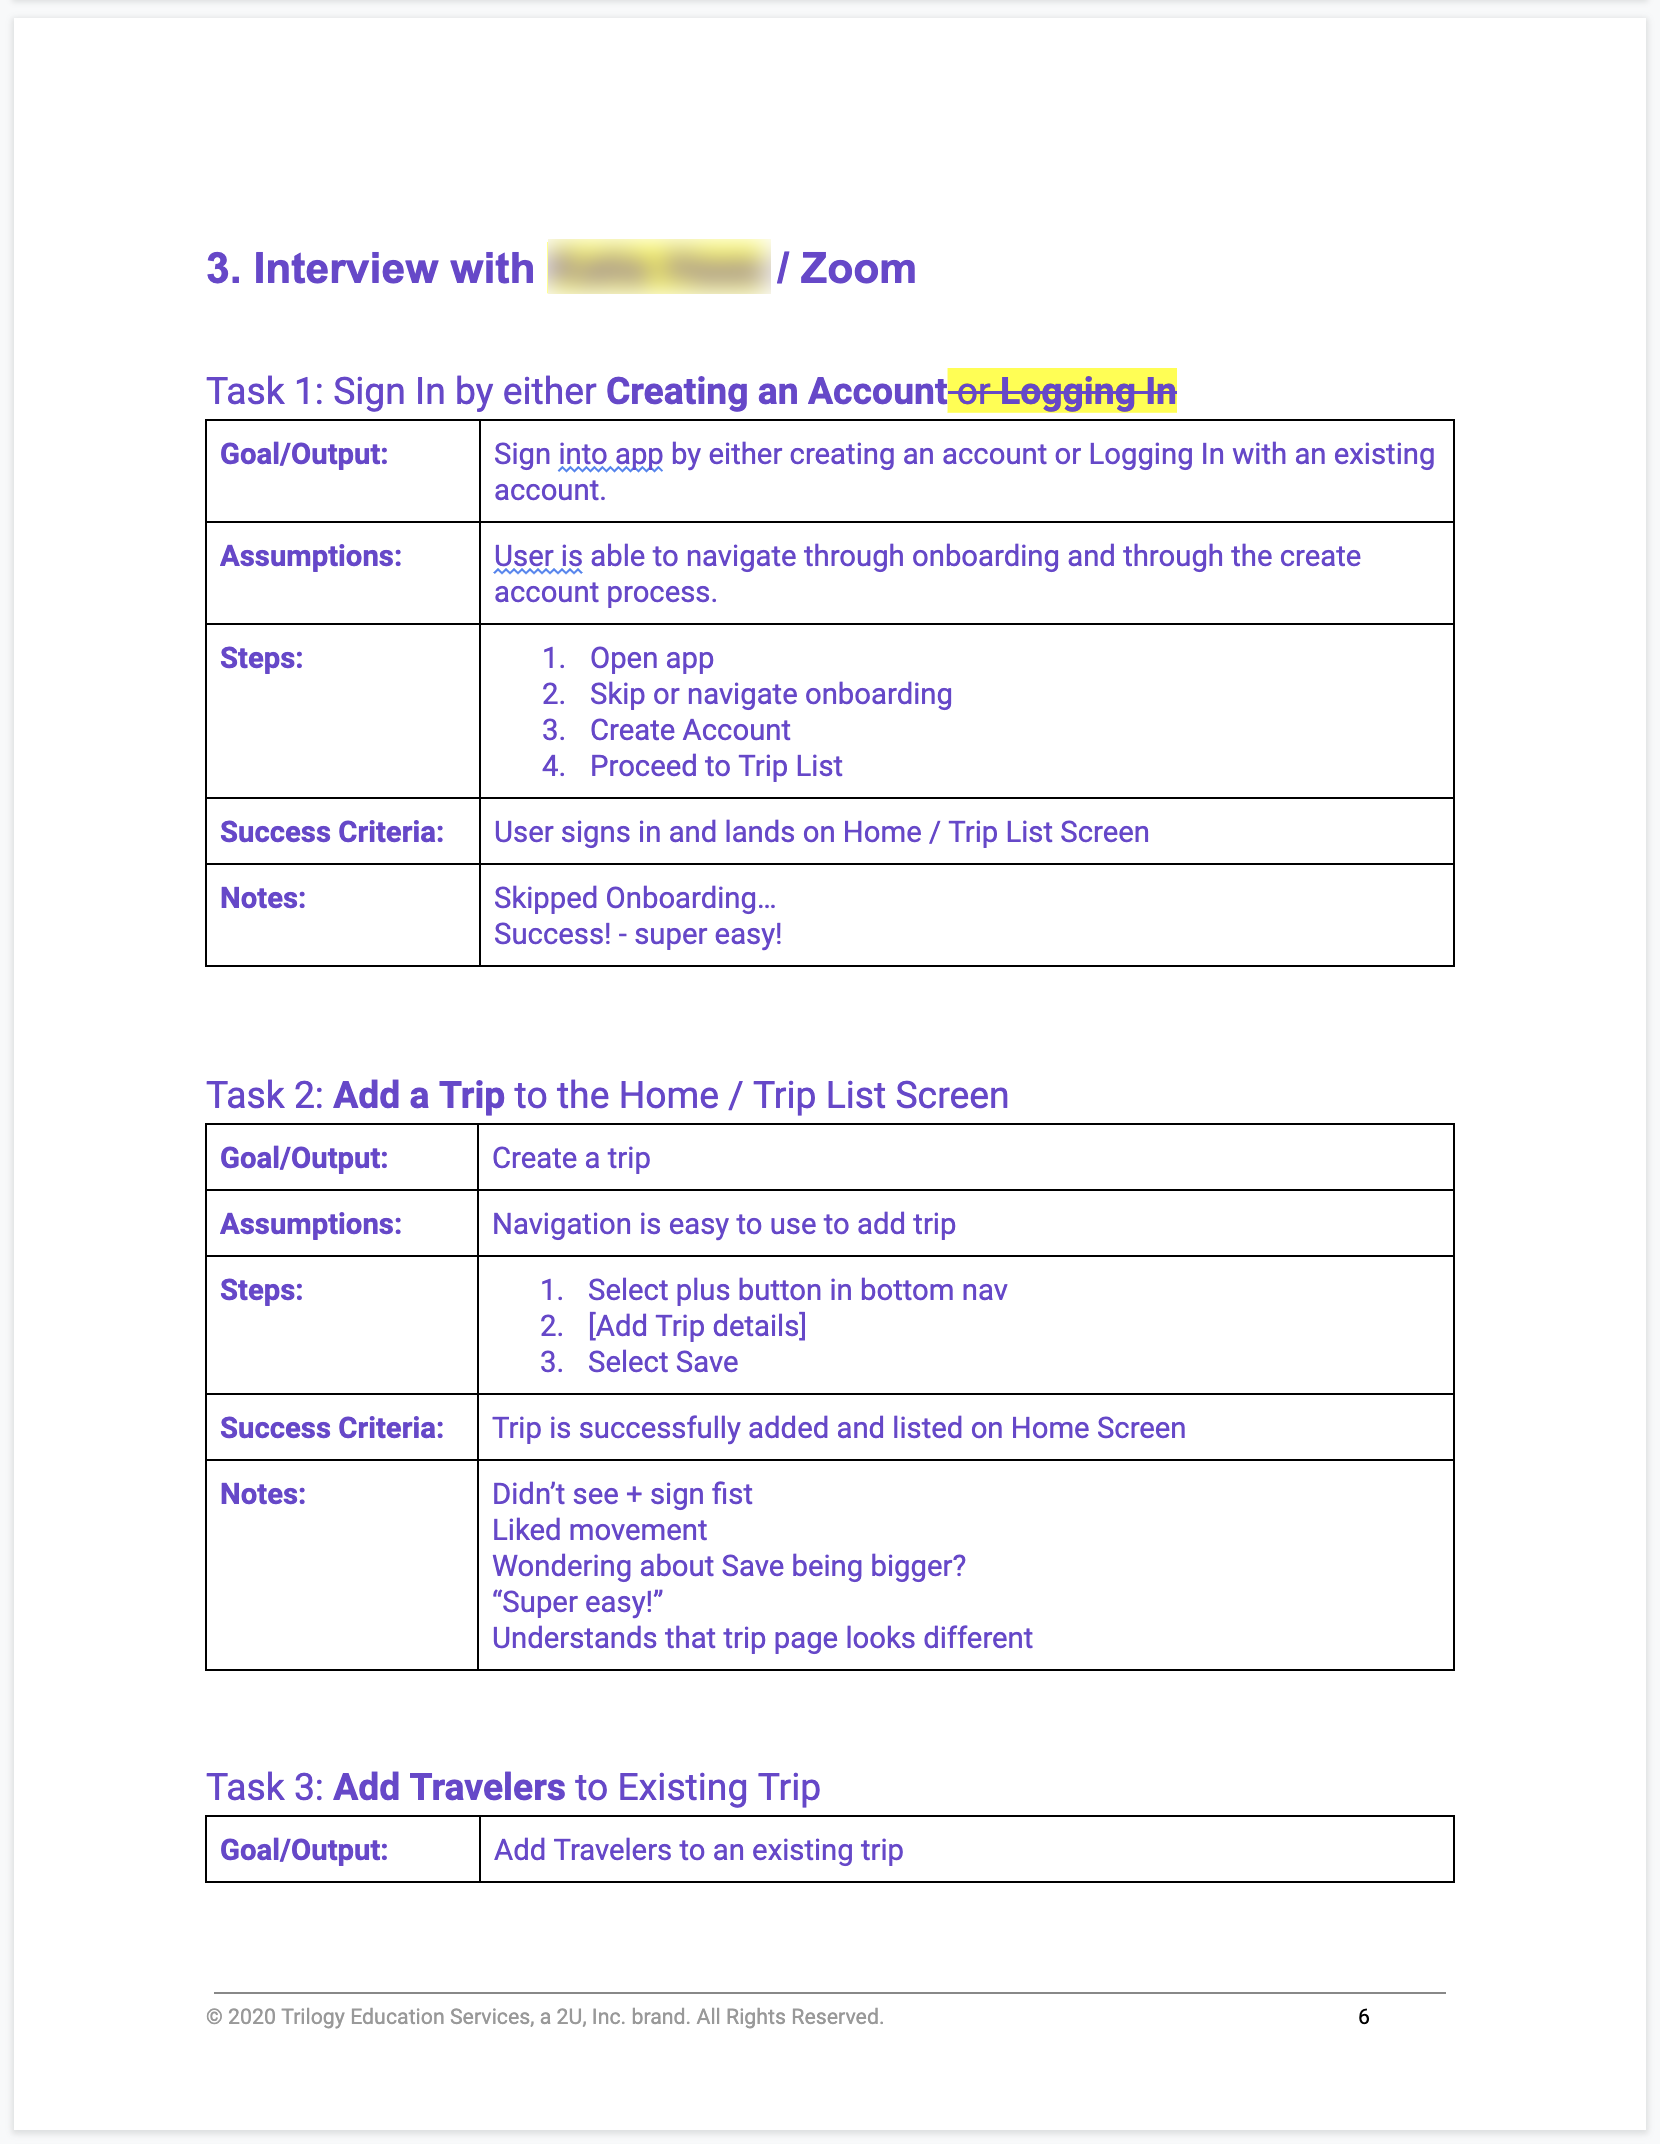 3. Interview with / Zoom
Task 1: Sign In by either Creating an Account or Logging In
Goal/Output:
Sign into app by either creating an account or Logging In with an existing
account.
Assumptions:
User is able to navigate through onboarding and through the create
account process.
Steps:
1. Open app
2. Skip or navigate onboarding
3. Create Account
4. Proceed to Trip List
Success Criteria:
User signs in and lands on Home / Trip List Screen
Notes:
Skipped Onboarding…
Success! - super easy!
Task 2: Add a Trip to the Home / Trip List Screen
Goal/Output:
Create a trip
Assumptions:
Navigation is easy to use to add trip
Steps:
1. Select plus button in bottom nav
2. [Add Trip details]
3. Select Save
Success Criteria:
Trip is successfully added and listed on Home Screen
Notes:
Didn’t see + sign fist
Liked movement
Wondering about Save being bigger?
“Super easy!”
Understands that trip page looks different
Task 3: Add Travelers to Existing Trip
Goal/Output:
Add Travelers to an existing trip
© 2020 Trilogy Education Services, a 2U, Inc. brand. All Rights Reserved.
6